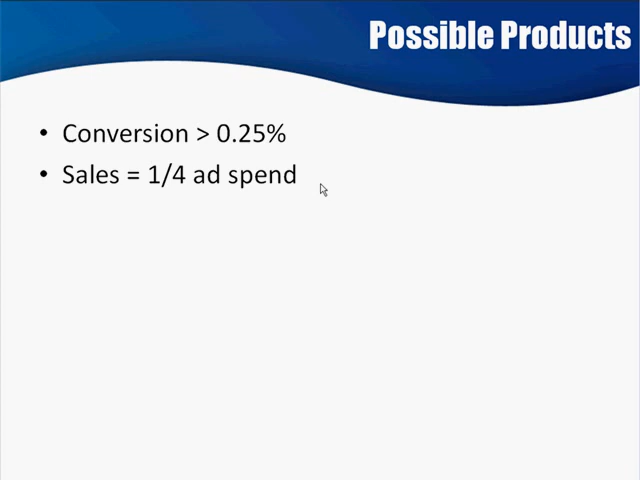 Possible Products
• Conversion > 0.25%
• Sales = 1/4 ad spend